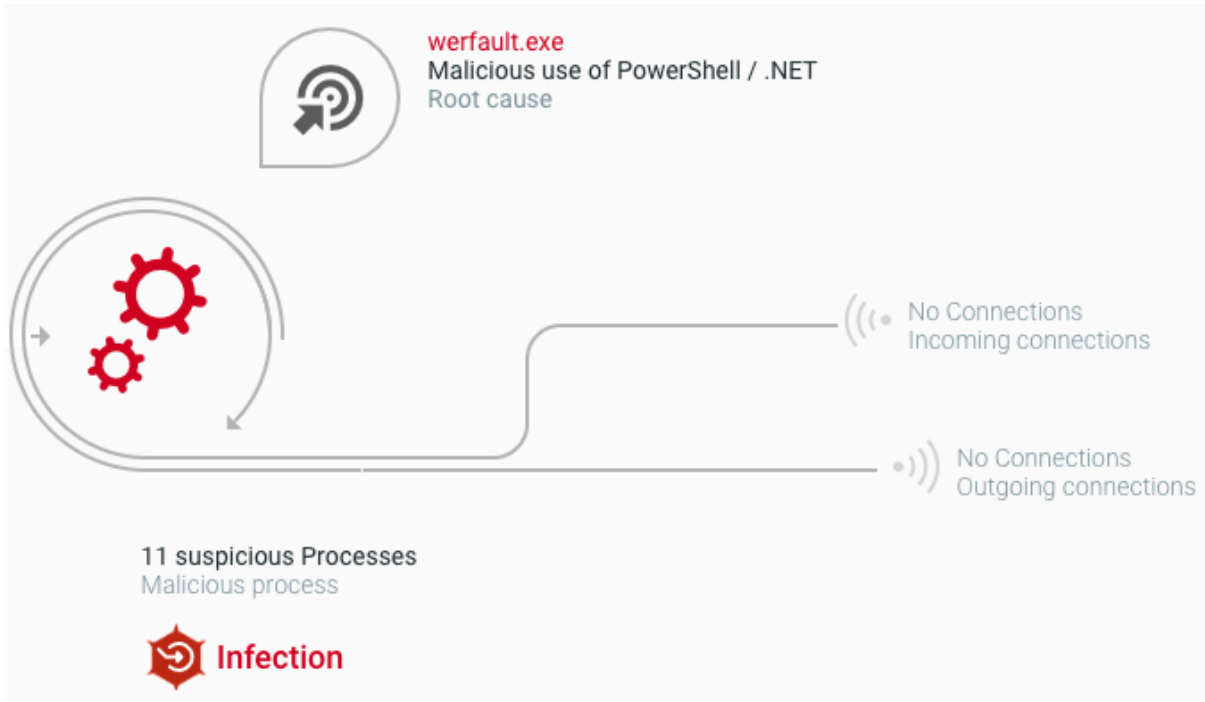 werfault.exe
Malicious use of PowerShell / .NET
Root cause
No Connections
Incoming connections
No Connections
Outgoing connections
11 suspicious Processes
Malicious process
Infection